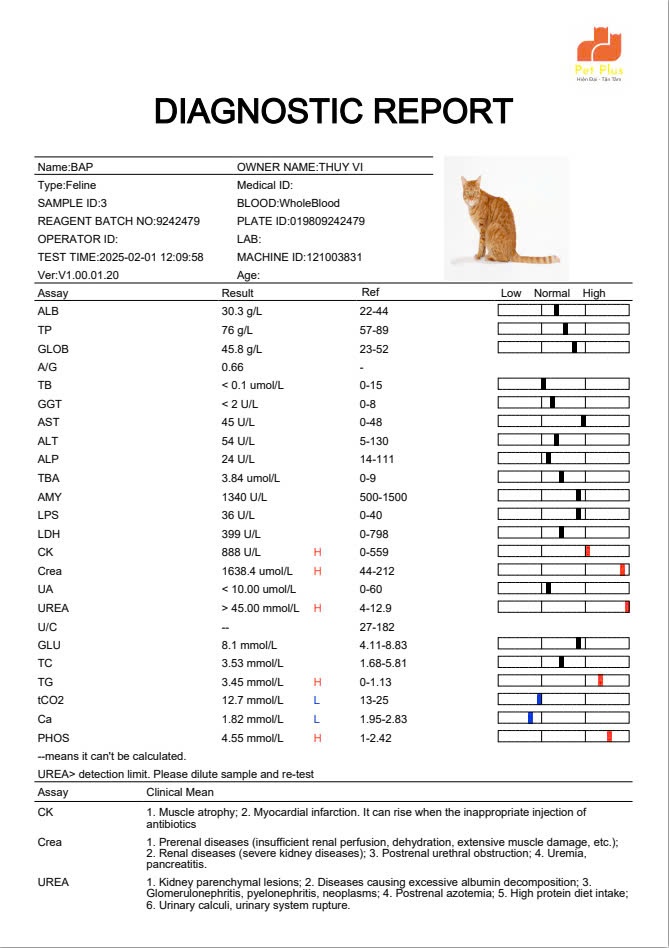 Pet Plus
Hiện Đại - Tận Tâm
DIAGNOSTIC REPORT
Name:BAP OWNER NAME:THUY VI
Type:Feline Medical ID:
SAMPLE ID:3 BLOOD:WholeBlood
REAGENT BATCH NO:9242479 PLATE ID:019809242479
OPERATOR ID: LAB:
TEST TIME:2025-02-01 12:09:58 MACHINE ID:121003831
Ver:V1.00.01.20 Age:
Assay Result Ref Low Normal High
ALB 30.3 g/L 22-44
TP 76 g/L 57-89
GLOB 45.8 g/L 23-52
A/G 0.66 -
TB < 0.1 umol/L 0-15
GGT < 2 U/L 0-8
AST 45 U/L 0-48
ALT 54 U/L 5-130
ALP 24 U/L 14-111
TBA 3.84 umol/L 0-9
AMY 1340 U/L 500-1500
LPS 36 U/L 0-40
LDH 399 U/L 0-798
CK 888 U/L H 0-559
Crea 1638.4 umol/L H 44-212
UA < 10.00 umol/L 0-60
UREA > 45.00 mmol/L H 4-12.9
U/C -- 27-182
GLU 8.1 mmol/L 4.11-8.83
TC 3.53 mmol/L 1.68-5.81
TG 3.45 mmol/L H 0-1.13
tCO2 12.7 mmol/L L 13-25
Ca 1.82 mmol/L L 1.95-2.83
PHOS 4.55 mmol/L H 1-2.42
--means it can't be calculated.
UREA> detection limit. Please dilute sample and re-test
Assay Clinical Mean
CK 1. Muscle atrophy; 2. Myocardial infarction. It can rise when the inappropriate injection of
antibiotics
Crea 1. Prerenal diseases (insufficient renal perfusion, dehydration, extensive muscle damage, etc.);
2. Renal diseases (severe kidney diseases); 3. Postrenal urethral obstruction; 4. Uremia,
pancreatitis.
UREA 1. Kidney parenchymal lesions; 2. Diseases causing excessive albumin decomposition; 3.
Glomerulonephritis, pyelonephritis, neoplasms; 4. Postrenal azotemia; 5. High protein diet intake;
6. Urinary calculi, urinary system rupture.